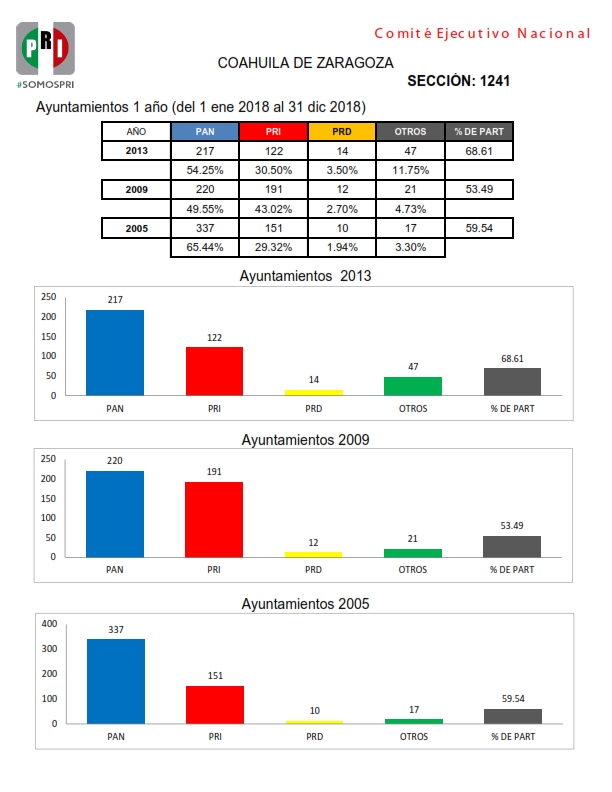 Comité Ejecutivo Nacional
PRI
#SOMOSPRI
COAHUILA DE ZARAGOZA
SECCIÓN: 1241
Ayuntamientos 1 año (del 1 ene 2018 al 31 dic 2018)
AÑO PAN PRI PRD OTROS % DE PART
2013 217 122 14 47 68.61
54.25% 30.50% 3.50% 11.75%
2009 220 191 12 21 53.49
49.55% 43.02% 2.70% 4.73%
2005 337 151 10 17 59.54
65.44% 29.32% 1.94% 3.30%
Ayuntamientos 2013
250
200
150
100
50
0
217
122
14
47
68.61
PAN PRI PRD OTROS % DE PART
Ayuntamientos 2009
250
200
150
100
50
0
220
191
12
21
53.49
PAN PRI PRD OTROS % DE PART
Ayuntamientos 2005
400
300
200
100
0
337
151
10
17
59.54
PAN PRI PRD OTROS % DE PART